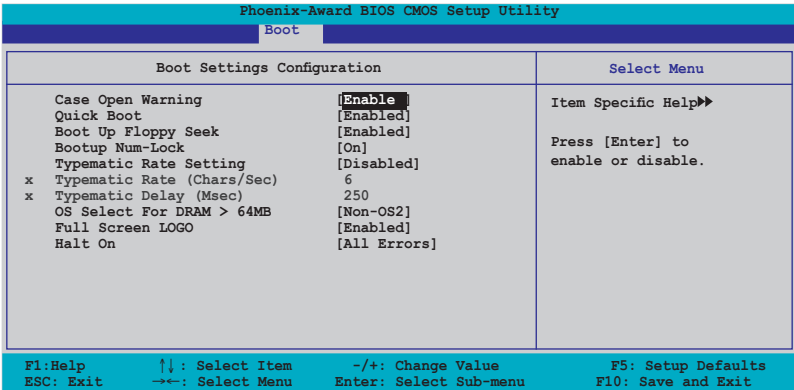 Phoenix-Award BIOS CMOS Setup Utility
Boot
Boot Settings Configuration
Select Menu
Case Open Warning [Enable ]
Quick Boot [Enabled]
Boot Up Floppy Seek [Enabled]
Bootup Num-Lock [On]
Typematic Rate Setting [Disabled]
x Typematic Rate (Chars/Sec) 6
x Typematic Delay (Msec) 250
OS Select For DRAM > 64MB [Non-OS2]
Full Screen LOGO [Enabled]
Halt On [All Errors]
Item Specific Help▶▶
Press [Enter] to
enable or disable.
F1:Help ↑↓ : Select Item -/+: Change Value F5: Setup Defaults
ESC: Exit →←: Select Menu Enter: Select Sub-menu F10: Save and Exit